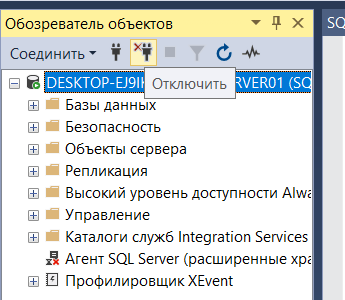 Обозреватель объектов
SQ
Соединить
DESKTOP-EJ9I
ERVER01 (SQ
Отключить
Базы данных
Безопасность
Объекты сервера
Репликация
Высокий уровень доступности Alwa
Управление
Каталоги служб Integration Services
Агент SQL Server (расширенные хра
Профилировщик XEvent